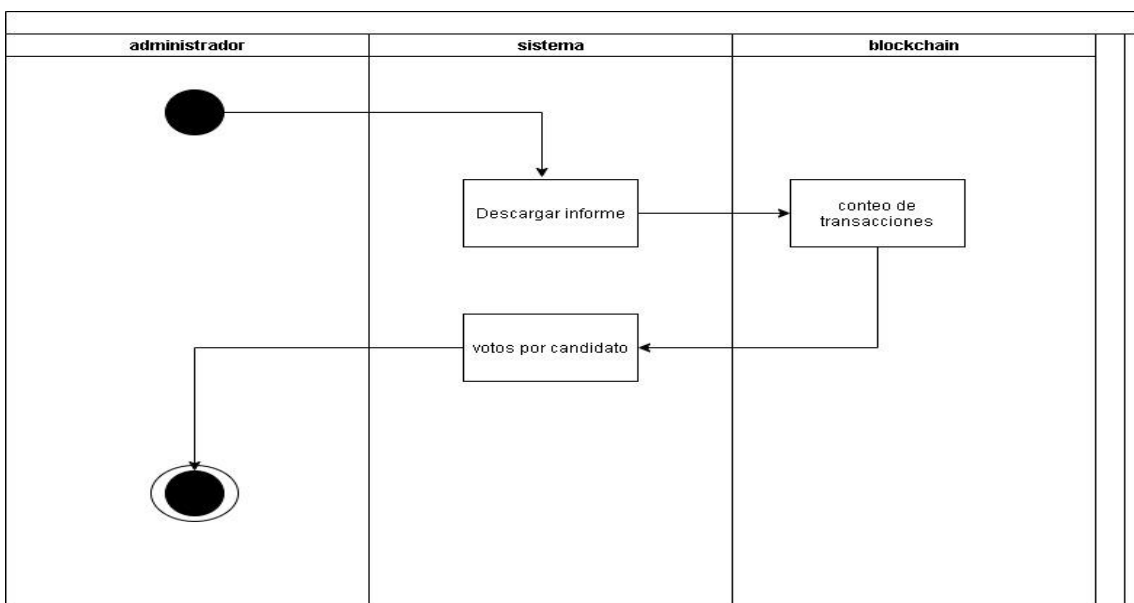 administrador
sistema
blockchain
Descargar informe
conteo de
transacciones
votos por candidato